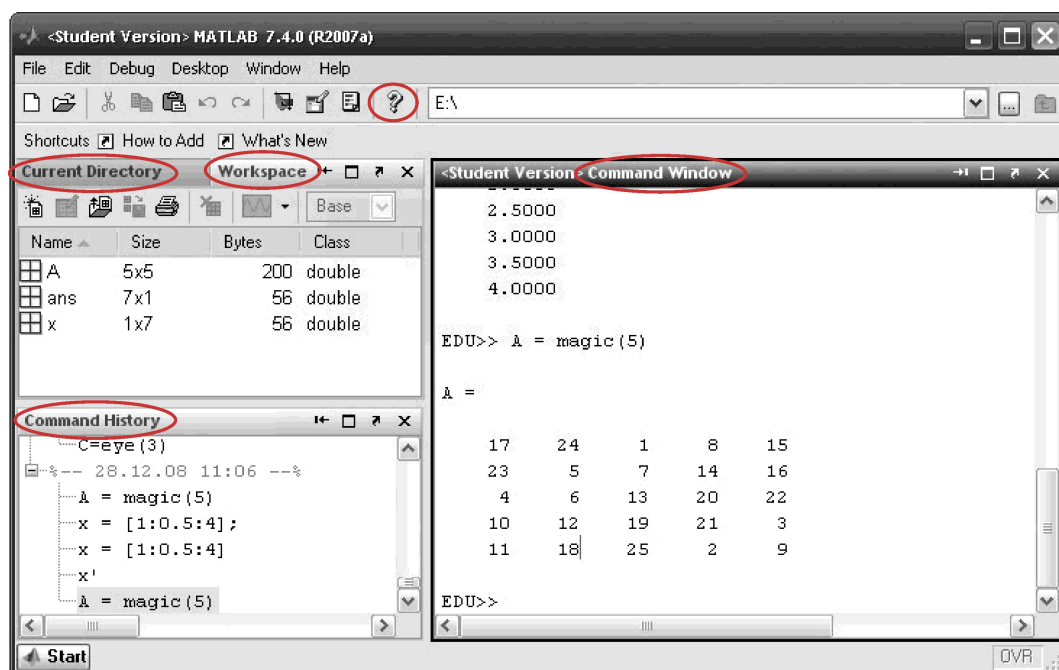 <Student Version> MATLAB 7.4.0 (R2007a)
File Edit Debug Desktop Window Help
E:\
...
Shortcuts How to Add What's New
Current Directory Workspace
Base
Name Size Bytes Class
A 5x5 200 double
ans 7x1 56 double
x 1x7 56 double
Command History
C=eye(3)
%-- 28.12.08 11:06 --%
A = magic(5)
x = [1:0.5:4];
x = [1:0.5:4]
x'
A = magic(5)
<Student Version> Command Window
2.5000
3.0000
3.5000
4.0000
EDU>> A = magic(5)
A =
17 24 1 8 15
23 5 7 14 16
4 6 13 20 22
10 12 19 21 3
11 18 25 2 9
EDU>>
Start
OVR